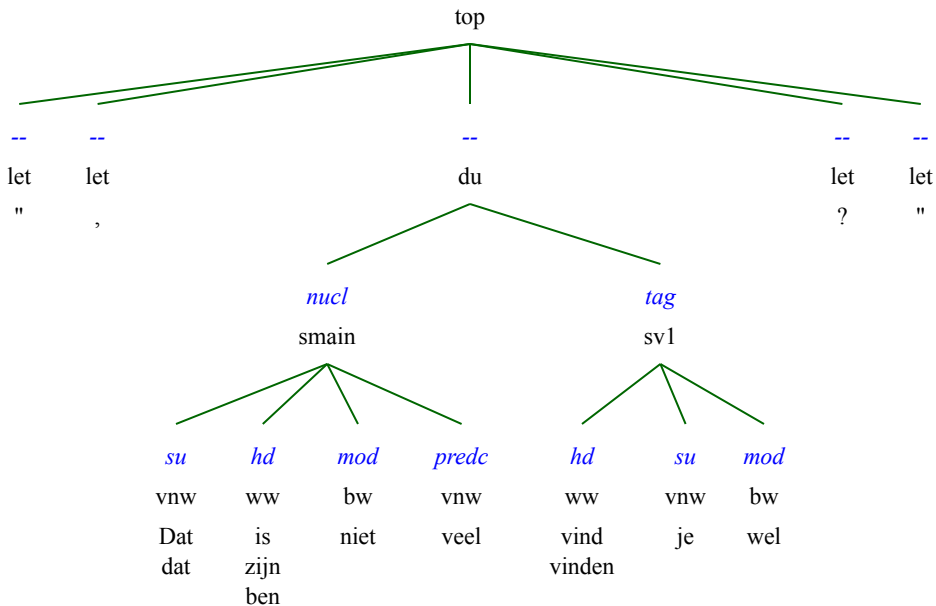 top
-- -- -- -- --
let let du let let
" , ? "
nucl tag
smain sv1
su hd mod predc hd su mod
vnw ww bw vnw ww vnw bw
Dat is niet veel vind je wel
dat zijn vinden
ben